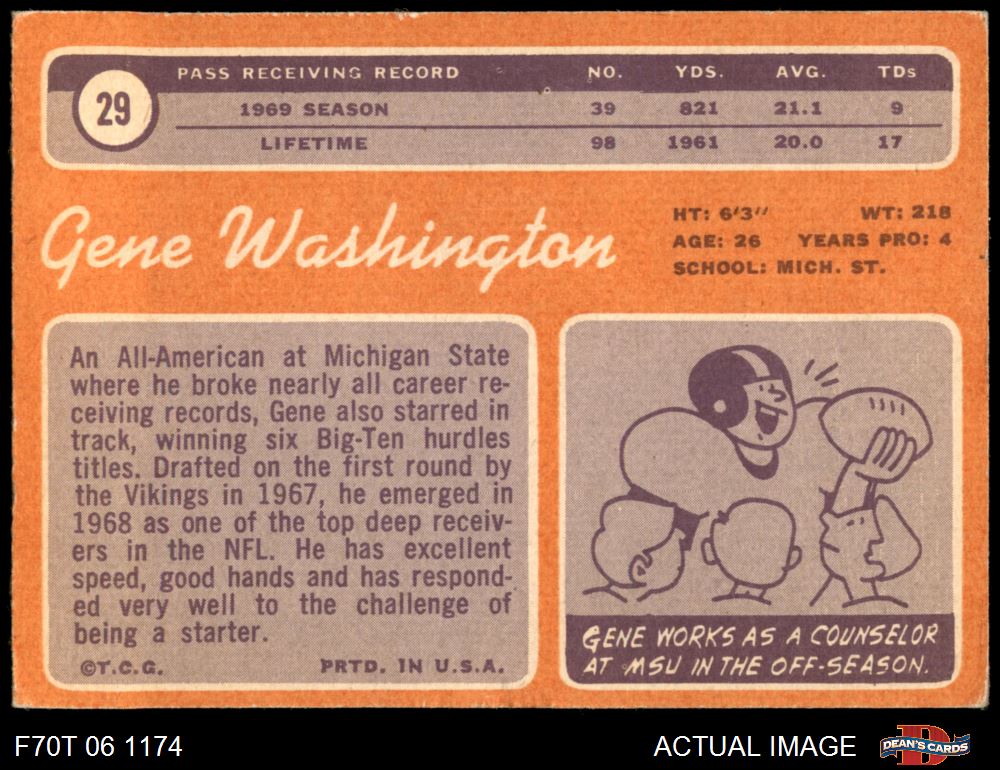 29
PASS RECEIVING RECORD NO. YDS. AVG. TDs
1969 SEASON 39 821 21.1 9
LIFETIME 98 1961 20.0 17
Gene Washington
HT: 6'3" WT: 218
AGE: 26 YEARS PRO: 4
SCHOOL: MICH. ST.
An All-American at Michigan State
where he broke nearly all career re-
ceiving records, Gene also starred in
track, winning six Big-Ten hurdles
titles. Drafted on the first round by
the Vikings in 1967, he emerged in
1968 as one of the top deep receiv-
ers in the NFL. He has excellent
speed, good hands and has respond-
ed very well to the challenge of
being a starter.
©T.C.G. PRTD. IN U.S.A.
GENE WORKS AS A COUNSELOR
AT MSU IN THE OFF-SEASON.
F70T 06 1174
ACTUAL IMAGE
D
DEAN'S CARDS